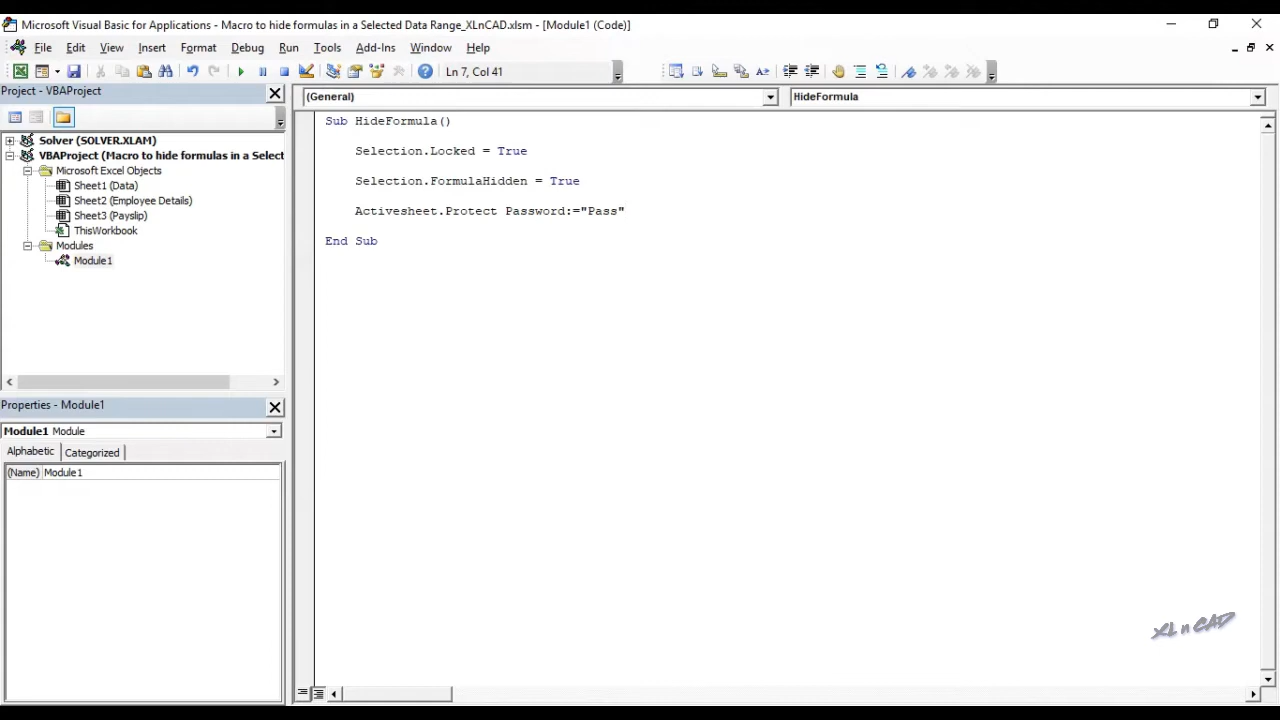 Microsoft Visual Basic for Applications - Macro to hide formulas in a Selected Data Range_XLnCAD.xlsm - [Module1 (Code)]
File Edit View Insert Format Debug Run Tools Add-Ins Window Help
Ln 7, Col 41
Project - VBAProject
(General)
HideFormula
Solver (SOLVER.XLAM)
VBAProject (Macro to hide formulas in a Select
Microsoft Excel Objects
Sheet1 (Data)
Sheet2 (Employee Details)
Sheet3 (Payslip)
ThisWorkbook
Modules
Module1
Sub HideFormula()
Selection.Locked = True
Selection.FormulaHidden = True
Activesheet.Protect Password:="Pass"
End Sub
Properties - Module1
Module1 Module
Alphabetic Categorized
(Name) Module1
XLnCAD